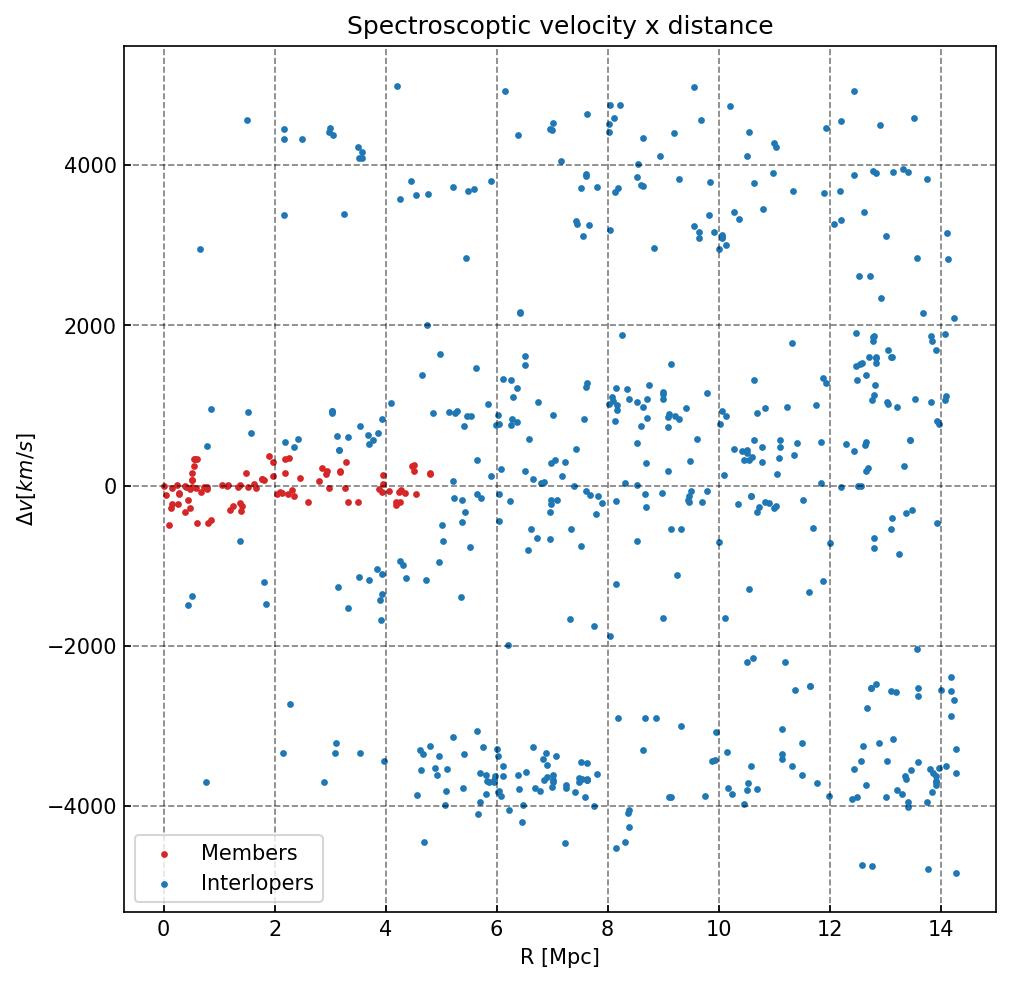 Spectroscoptic velocity x distance
Δv[km/s]
4000
2000
0
−2000
−4000
Members
Interlopers
0 2 4 6 8 10 12 14
R [Mpc]